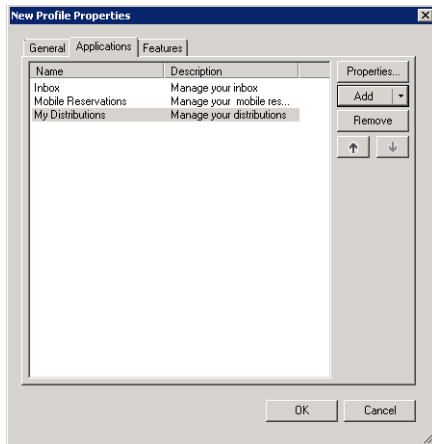 New Profile Properties
General Applications Features
Name Description
Inbox Manage your inbox
Mobile Reservations Manage your mobile res...
My Distributions Manage your distributions
Properties...
Add
Remove
OK Cancel